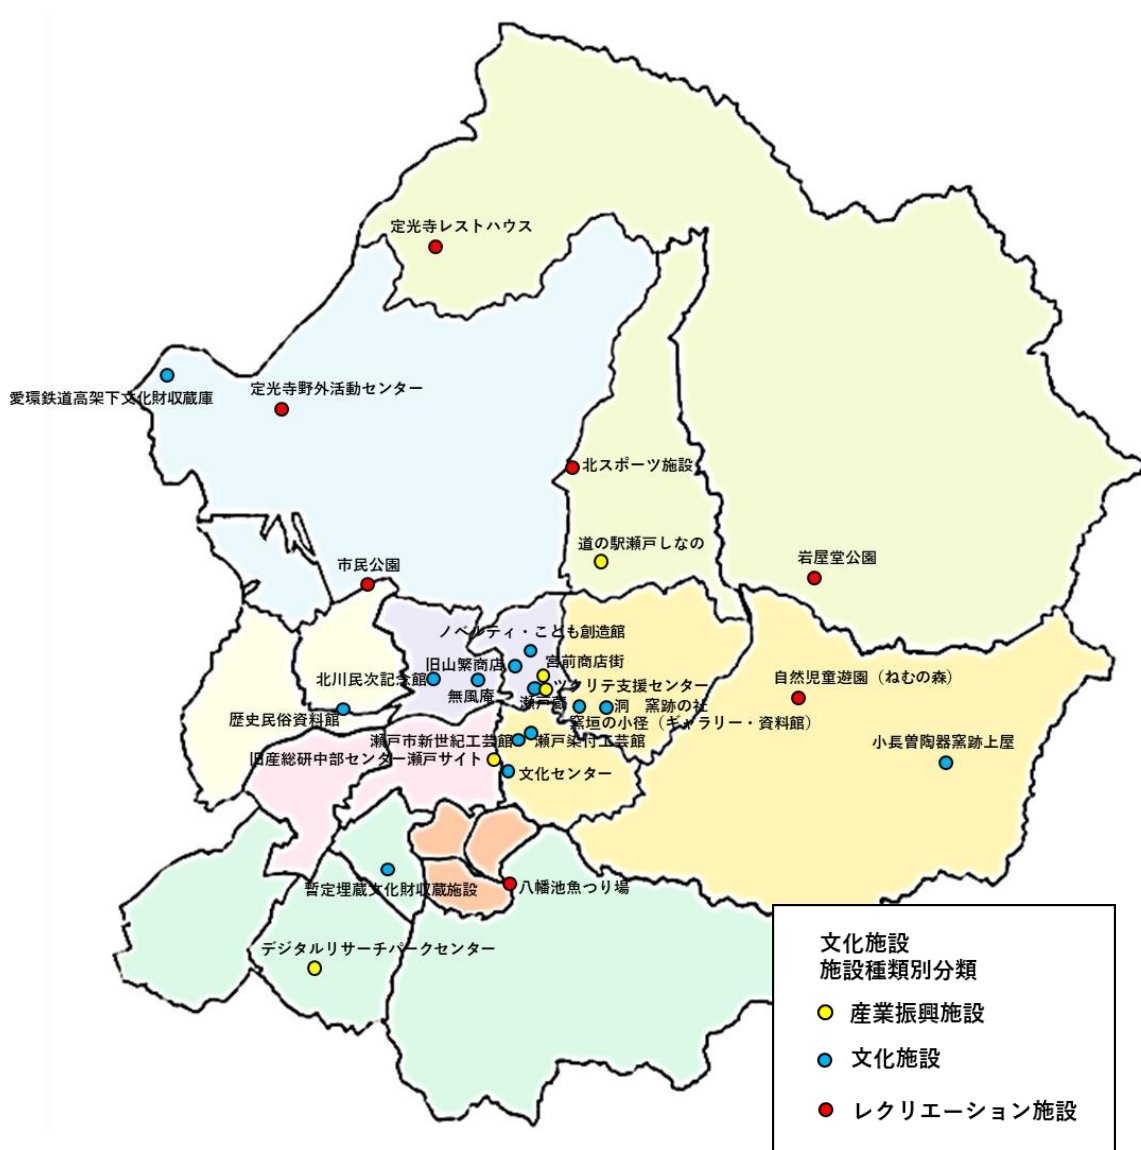 定光寺レストハウス
愛環鉄道高架下文化財収蔵庫
定光寺野外活動センター
北スポーツ施設
道の駅瀬戸しなの
岩屋堂公園
市民公園
ノベルティ・こども創造館
旧山繁商店
宮前商店街
北川民次記念館
無風庵
瀬戸蔵
ツクリテ支援センター
自然児童遊園（ねむの森）
歴史民俗資料館
洞　窯跡の杜
窯垣の小径（ギャラリー・資料館）
瀬戸市新世紀工芸館
瀬戸染付工芸館
小長曽陶器窯跡上屋
旧産総研中部センター瀬戸サイト
文化センター
暫定埋蔵文化財収蔵施設
八幡池魚つり場
デジタルリサーチパークセンター
文化施設
施設種類別分類
産業振興施設
文化施設
レクリエーション施設